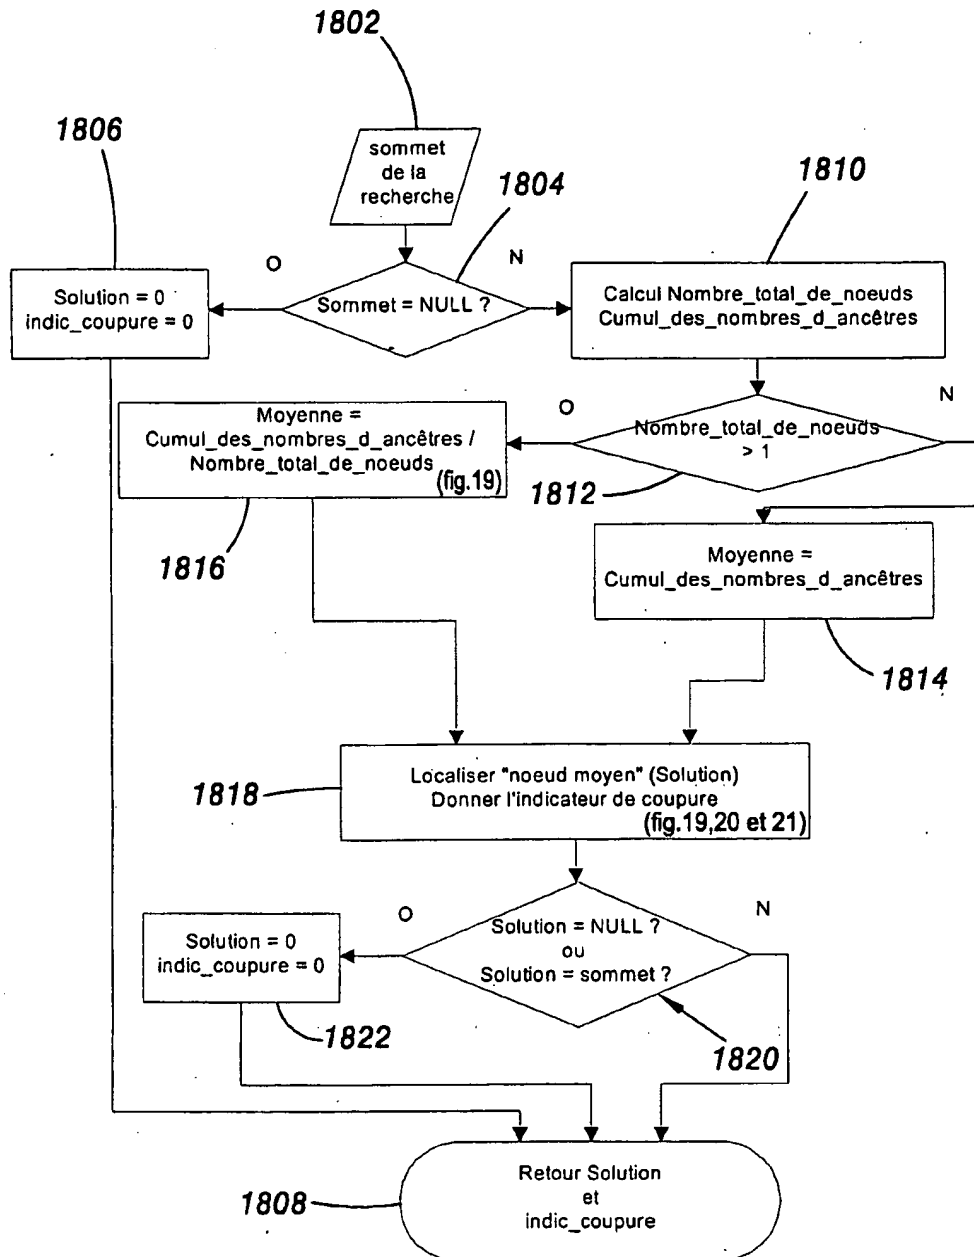 1802
1806
sommet
de la
recherche
1804
1810
O
N
Solution = 0
indic_coupure = 0
Sommet = NULL ?
Calcul Nombre_total_de_noeuds
Cumul_des_nombres_d_ancêtres
Moyenne =
Cumul_des_nombres_d_ancêtres /
Nombre_total_de_noeuds
(fig.19)
O
N
Nombre_total_de_noeuds
> 1
1812
1816
Moyenne =
Cumul_des_nombres_d_ancêtres
1814
1818
Localiser "noeud moyen" (Solution)
Donner l'indicateur de coupure
(fig.19,20 et 21)
O
N
Solution = NULL ?
ou
Solution = sommet ?
Solution = 0
indic_coupure = 0
1822
1820
1808
Retour Solution
et
indic_coupure